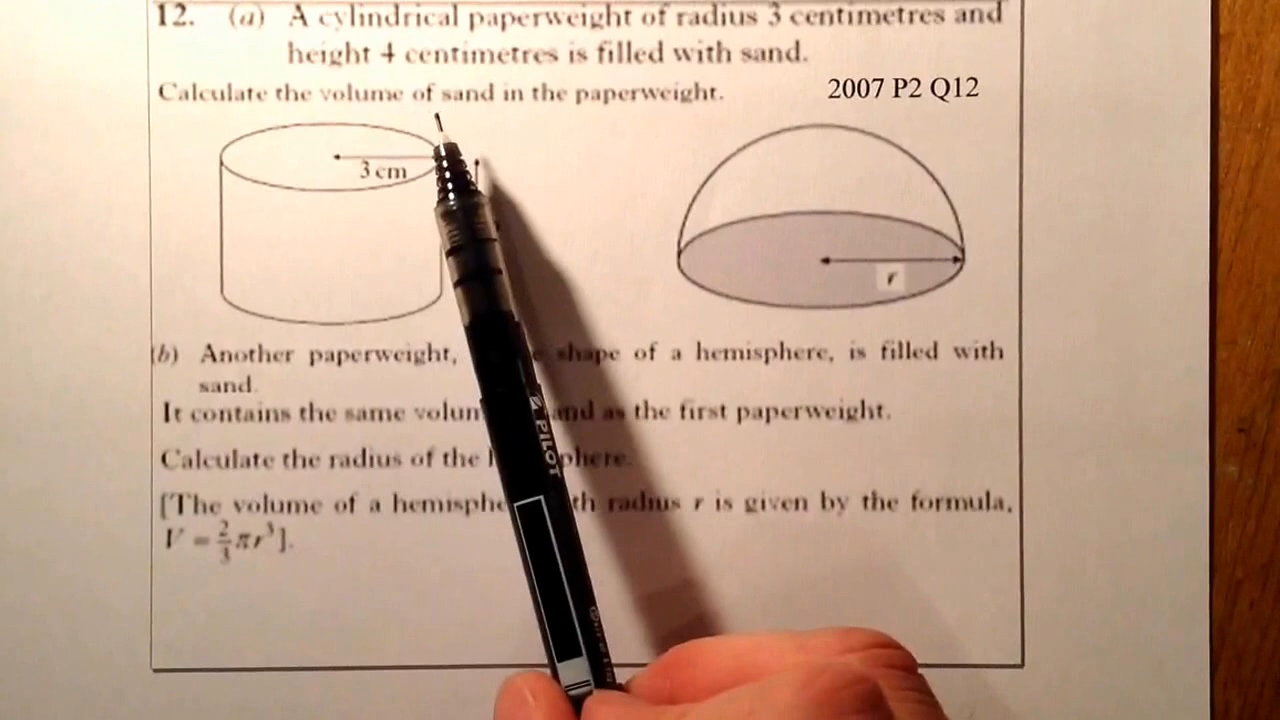 12. (a) A cylindrical paperweight of radius 3 centimetres and
height 4 centimetres is filled with sand.
Calculate the volume of sand in the paperweight.
2007 P2 Q12
3 cm
r
(b) Another paperweight, shape of a hemisphere, is filled with
sand.
It contains the same and as the first paperweight.
Calculate the radius of the
[The volume of a radius r is given by the formula,
V = 2/3 πr³].
PILOT